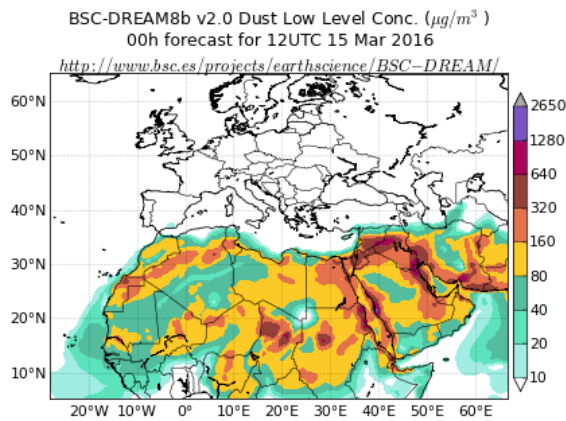 BSC-DREAM8b v2.0 Dust Low Level Conc. (μg/m³ )
00h forecast for 12UTC 15 Mar 2016
http://www.bsc.es/projects/earthscience/BSC−DREAM/
60°N
50°N
40°N
30°N
20°N
10°N
20°W 10°W 0° 10°E 20°E 30°E 40°E 50°E 60°E
2650
1280
640
320
160
80
40
20
10